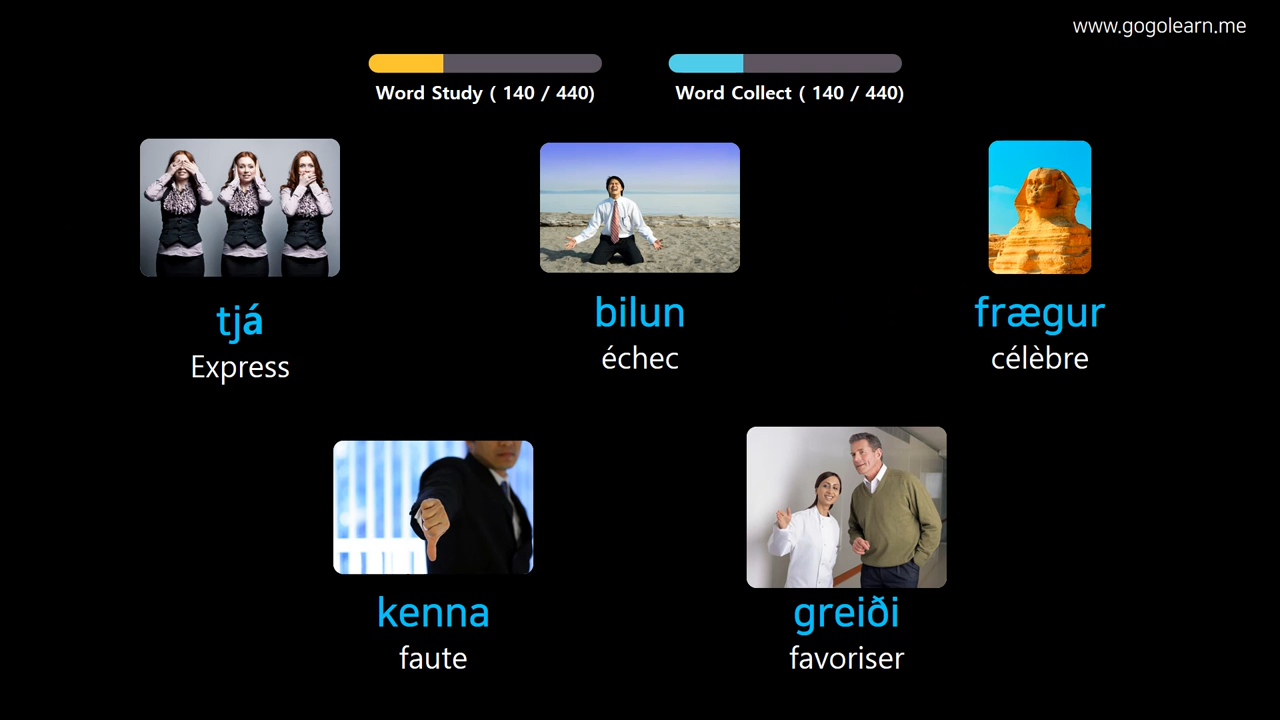 www.gogolearn.me
Word Study ( 140 / 440)
Word Collect ( 140 / 440)
tjá
Express
bilun
échec
frægur
célèbre
kenna
faute
greiði
favoriser